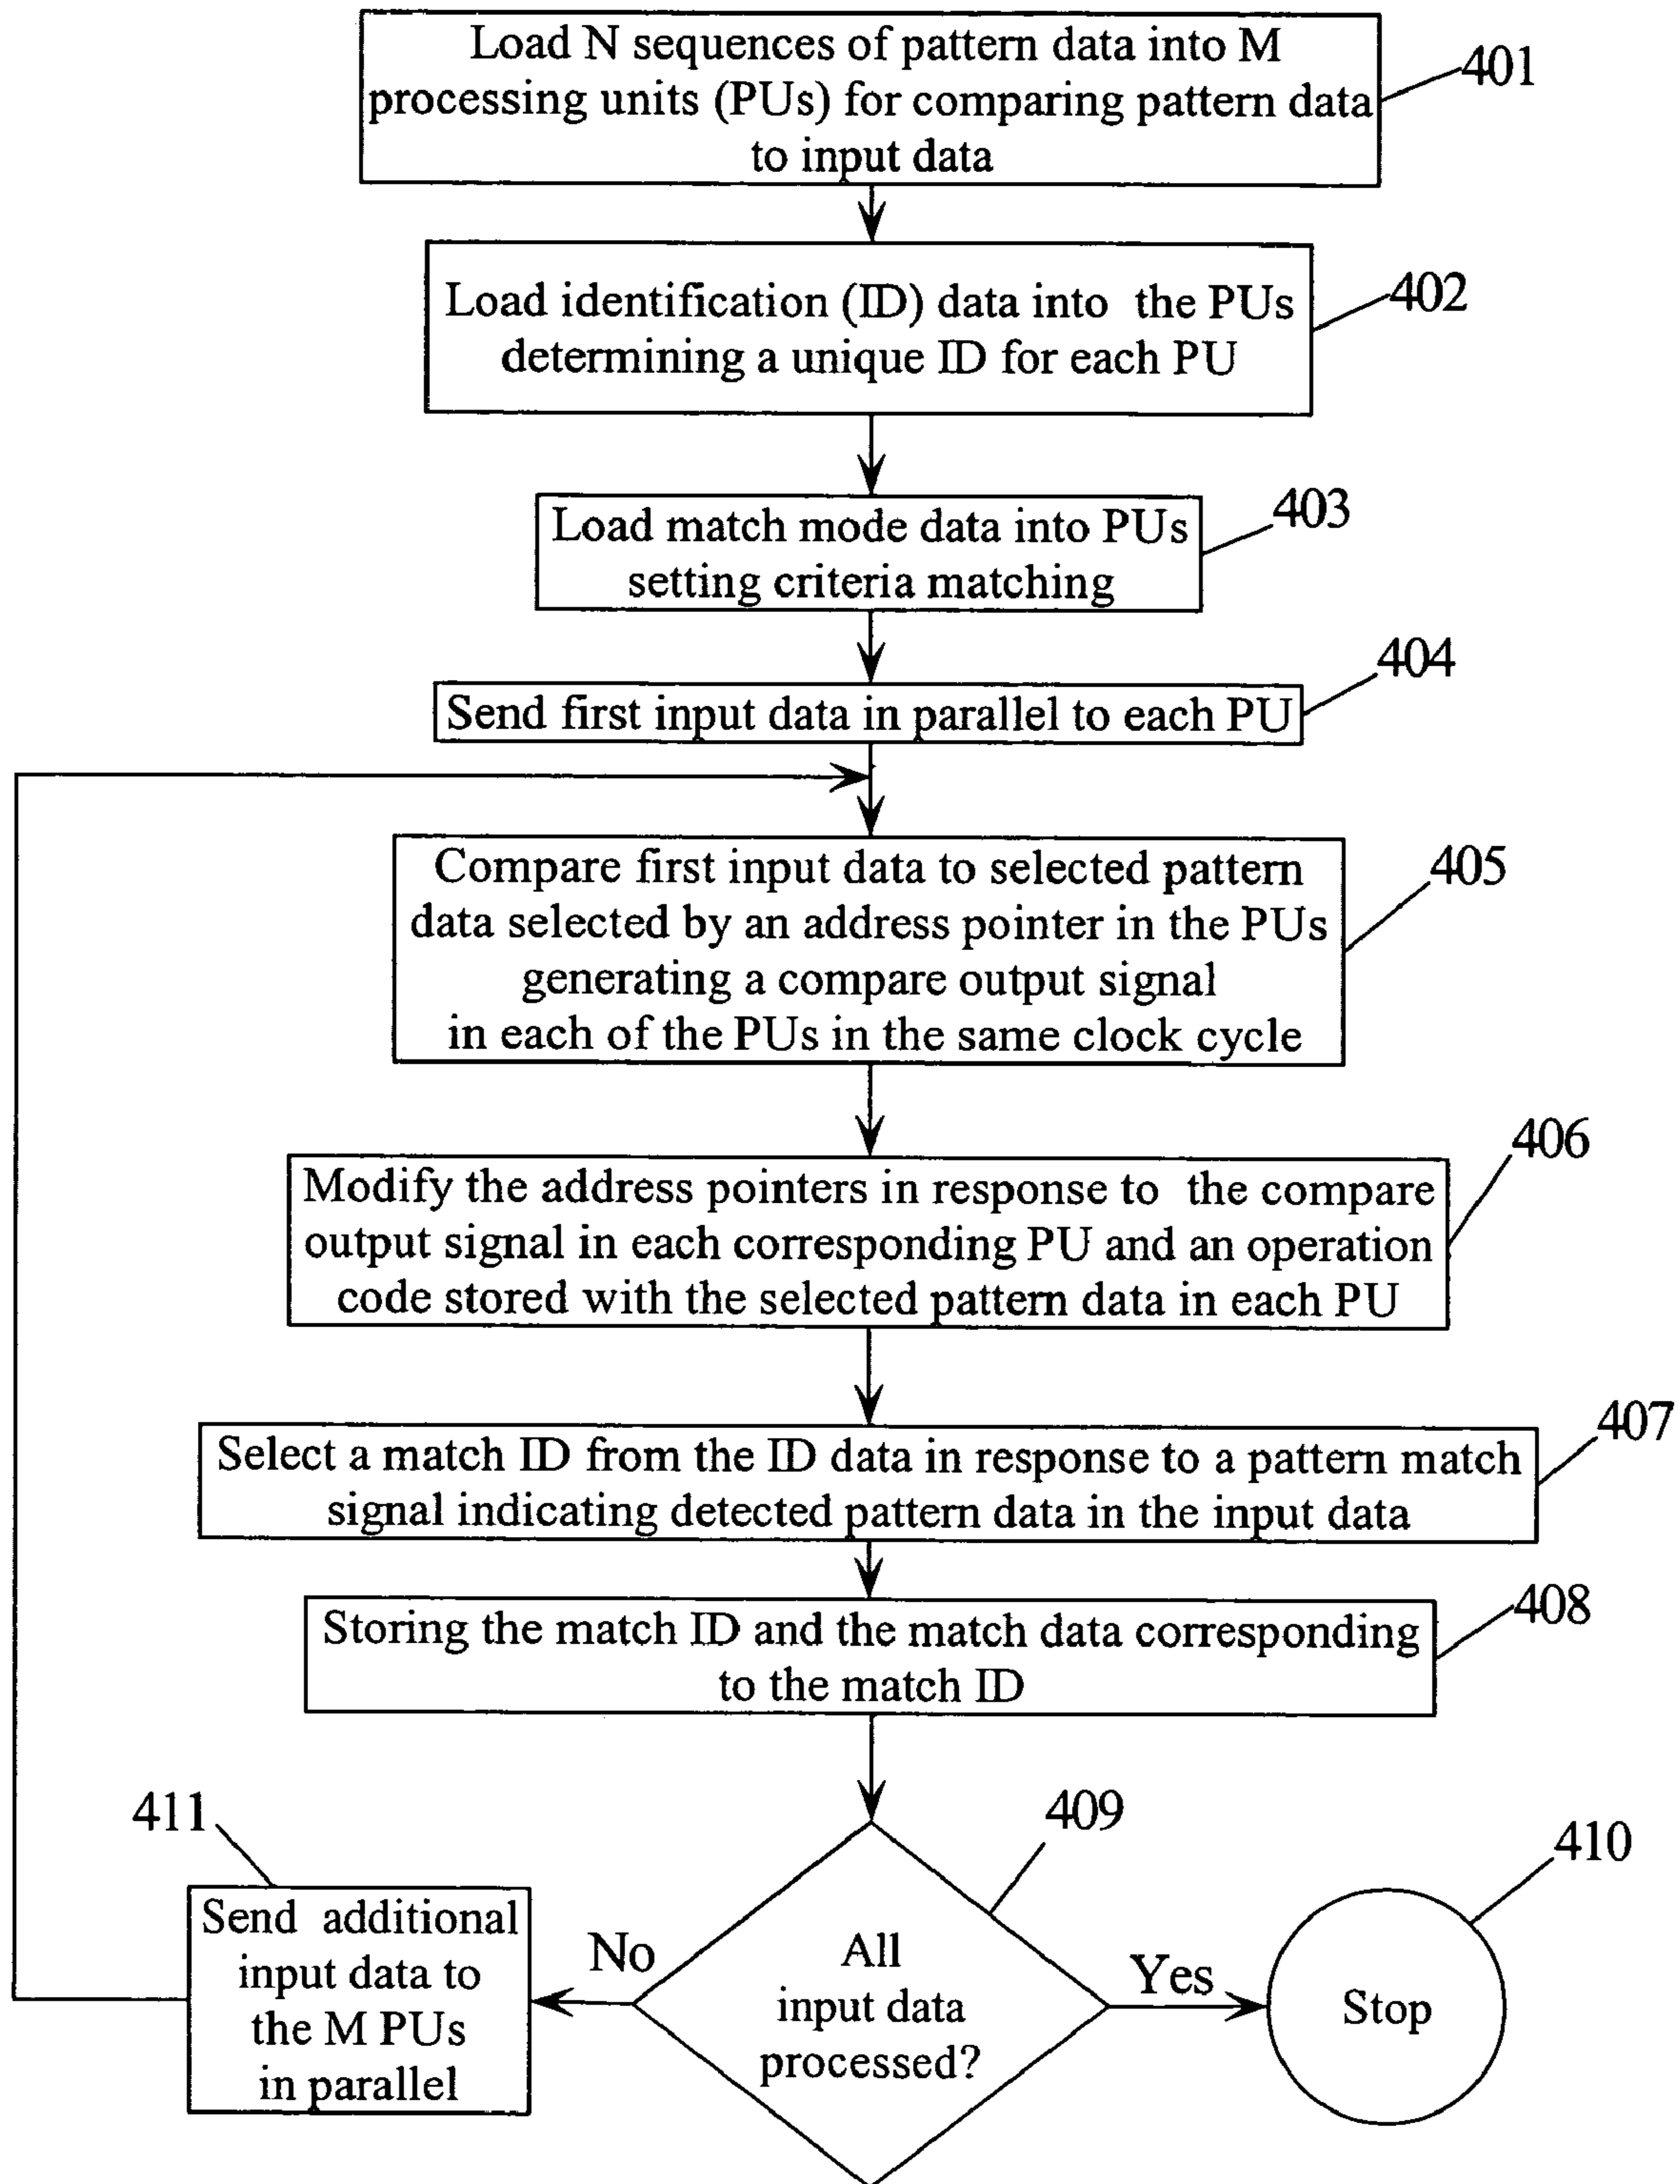 Load N sequences of pattern data into M
processing units (PUs) for comparing pattern data
to input data
401
Load identification (ID) data into the PUs
determining a unique ID for each PU
402
Load match mode data into PUs
setting criteria matching
403
Send first input data in parallel to each PU
404
Compare first input data to selected pattern
data selected by an address pointer in the PUs
generating a compare output signal
in each of the PUs in the same clock cycle
405
Modify the address pointers in response to the compare
output signal in each corresponding PU and an operation
code stored with the selected pattern data in each PU
406
Select a match ID from the ID data in response to a pattern match
signal indicating detected pattern data in the input data
407
Storing the match ID and the match data corresponding
to the match ID
408
411
Send additional
input data to
the M PUs
in parallel
No
409
All
input data
processed?
Yes
410
Stop